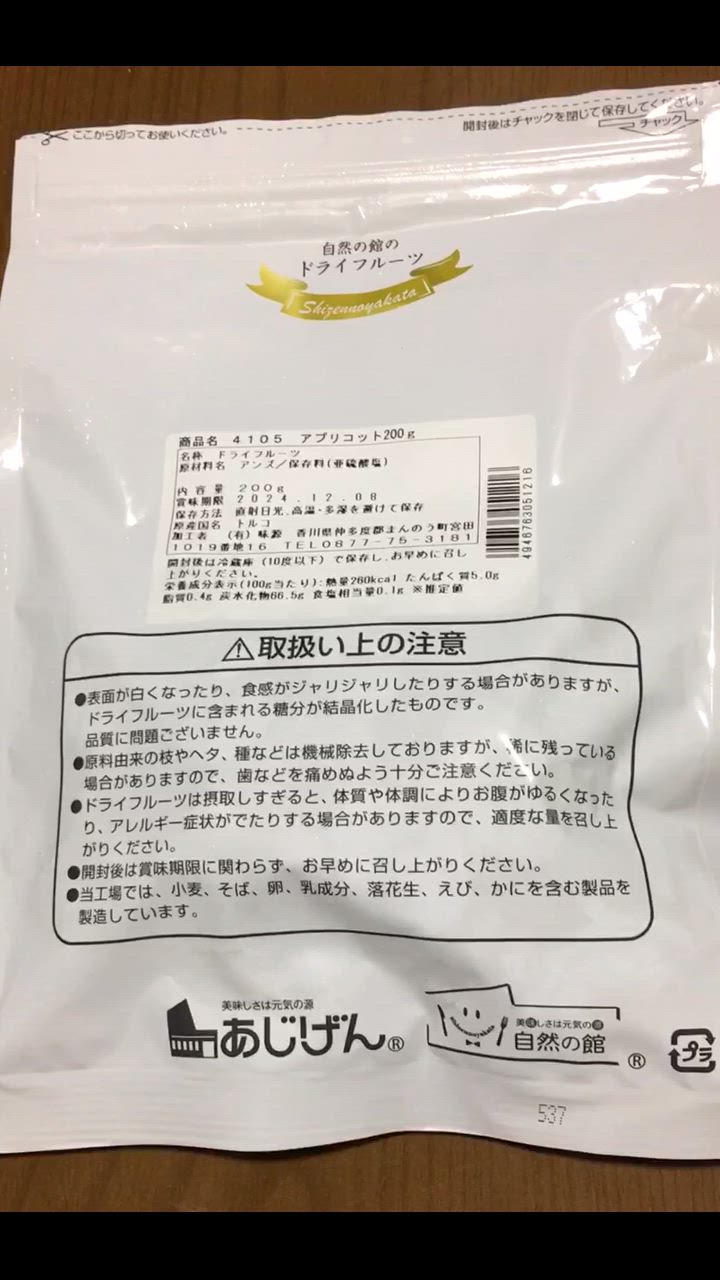 ここから切ってお使いください。
開封後はチャックを閉じて保存してください。
チャック
自然の館の
ドライフルーツ
Shizennoyakata
商品名 4105 アプリコット200g
名称 ドライフルーツ
原材料名 アンズ/保存料(亜硫酸塩)
内容量 200g
賞味期限 2024.12.08
保存方法 直射日光、高温・多湿を避けて保存
原産国名 トルコ
加工者 (有)味源 香川県仲多度郡まんのう町宮田
1019番地16 TEL0877-75-3181
開封後は冷蔵庫(10度以下)で保存し、お早めに召し
上がりください。
栄養成分表示(100g当たり):熱量260kcal たんぱく質5.0g
脂質0.4g 炭水化物66.5g 食塩相当量0.1g ※推定値
4946763051216
取扱い上の注意
●表面が白くなったり、食感がジャリジャリしたりする場合がありますが、
ドライフルーツに含まれる糖分が結晶化したものです。
品質に問題ございません。
●原料由来の枝やヘタ、種などは機械除去しておりますが、稀に残っている
場合がありますので、歯などを痛めぬよう十分ご注意ください。
●ドライフルーツは摂取しすぎると、体質や体調によりお腹がゆるくなった
り、アレルギー症状がでたりする場合がありますので、適度な量を召し上
がりください。
●開封後は賞味期限に関わらず、お早めに召し上がりください。
●当工場では、小麦、そば、卵、乳成分、落花生、えび、かにを含む製品を
製造しています。
美味しさは元気の源
あじげん®
Shizennoyakata
美味しさは元気の源
自然の館®
プラ
537